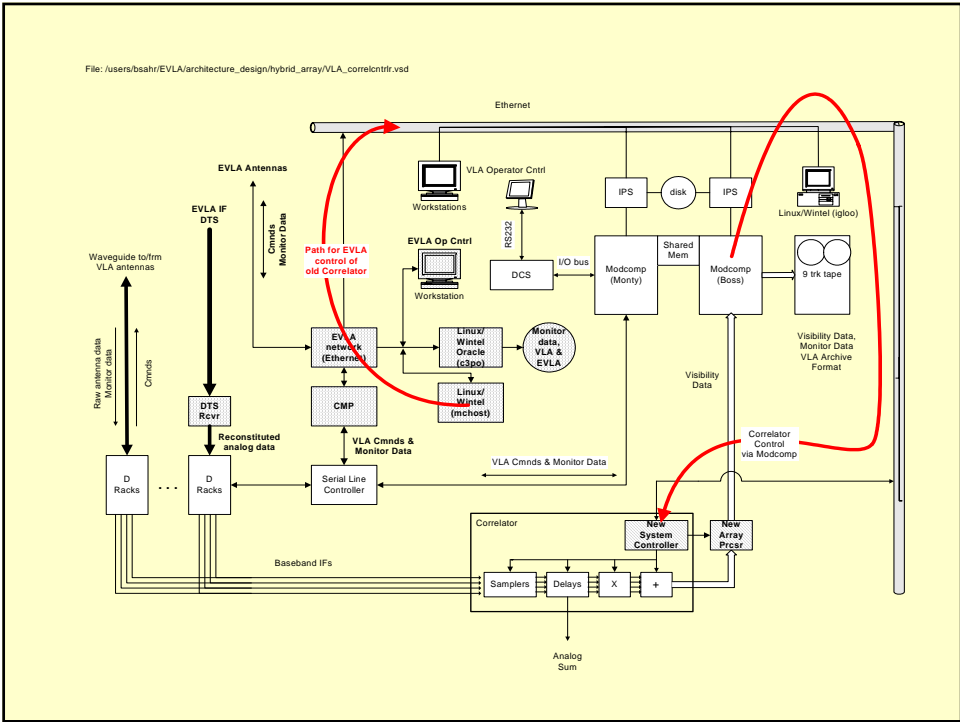 File: /users/bsahr/EVLA/architecture_design/hybrid_array/VLA_correlcntrlr.vsd
Ethernet
EVLA Antennas
VLA Operator Cntrl
Workstations
IPS
disk
IPS
Linux/Wintel (igloo)
EVLA IF
DTS
Cmnds
Monitor Data
Path for EVLA
control of
old Correlator
EVLA Op Cntrl
Workstation
RS232
DCS
I/O bus
Modcomp
(Monty)
Shared
Mem
Modcomp
(Boss)
9 trk tape
Waveguide to/frm
VLA antennas
Raw antenna data
Monitor data
Cmnds
EVLA
network
(Ethernet)
Linux/
Wintel
Oracle
(c3po)
Monitor
data,
VLA &
EVLA
Visibility Data,
Monitor Data
VLA Archive
Format
Visibility
Data
DTS
Rcvr
CMP
Linux/
Wintel
(mchost)
Reconstituted
analog data
VLA Cmnds &
Monitor Data
Correlator
Control
via Modcomp
VLA Cmnds & Monitor Data
D
Racks
. . .
D
Racks
Serial Line
Controller
Correlator
New
System
Controller
New
Array
Prcsr
Baseband IFs
Samplers
Delays
X
+
Analog
Sum